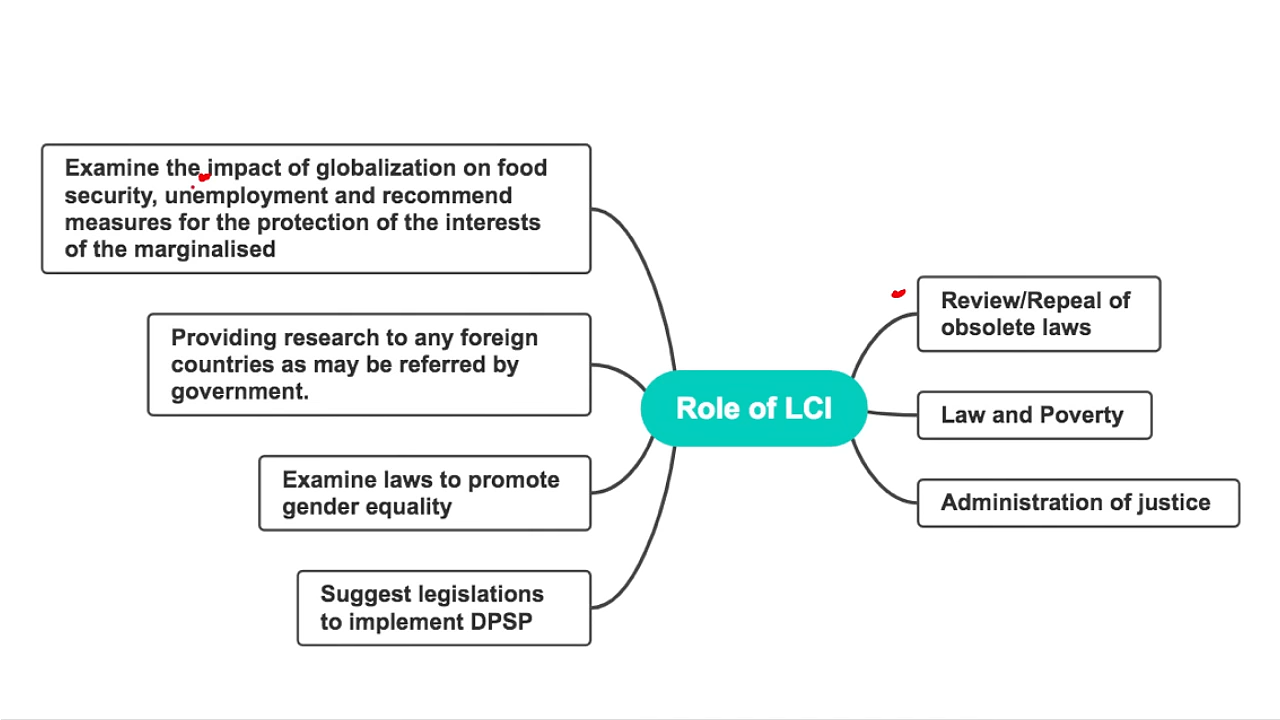 Examine the impact of globalization on food
security, unemployment and recommend
measures for the protection of the interests
of the marginalised
Providing research to any foreign
countries as may be referred by
government.
Examine laws to promote
gender equality
Suggest legislations
to implement DPSP
Role of LCI
Review/Repeal of
obsolete laws
Law and Poverty
Administration of justice